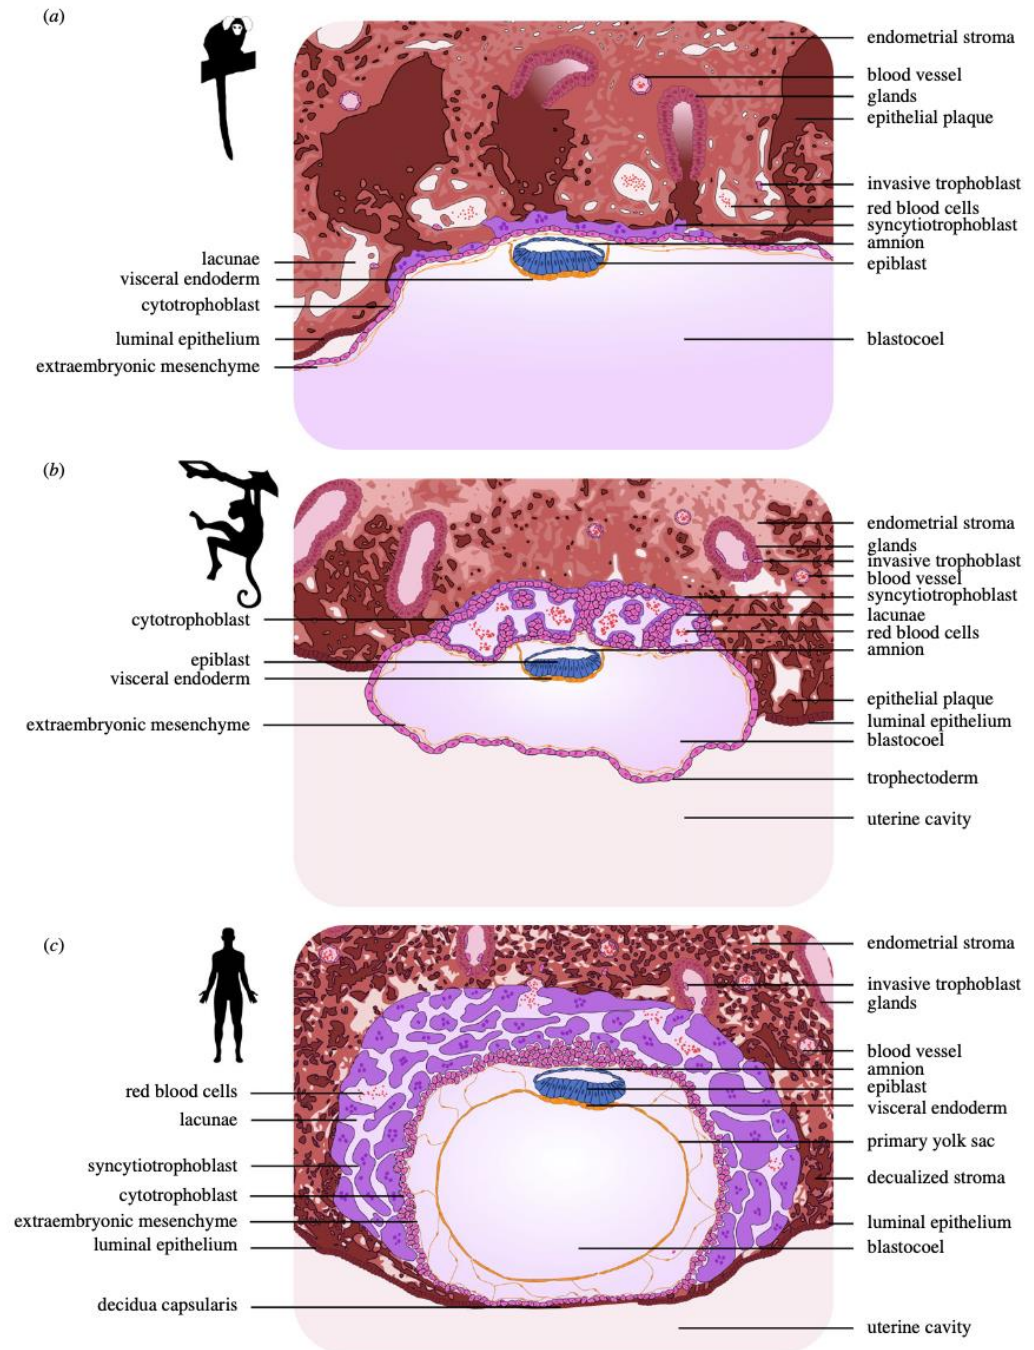 (a)
endometrial stroma
blood vessel
glands
epithelial plaque
invasive trophoblast
red blood cells
syncytiotrophoblast
amnion
epiblast
blastocoel
lacunae
visceral endoderm
cytotrophoblast
luminal epithelium
extraembryonic mesenchyme
(b)
endometrial stroma
glands
invasive trophoblast
blood vessel
syncytiotrophoblast
lacunae
red blood cells
amnion
epithelial plaque
luminal epithelium
blastocoel
trophectoderm
uterine cavity
cytotrophoblast
epiblast
visceral endoderm
extraembryonic mesenchyme
(c)
endometrial stroma
invasive trophoblast
glands
blood vessel
amnion
epiblast
visceral endoderm
primary yolk sac
decualized stroma
luminal epithelium
blastocoel
uterine cavity
red blood cells
lacunae
syncytiotrophoblast
cytotrophoblast
extraembryonic mesenchyme
luminal epithelium
decidua capsularis